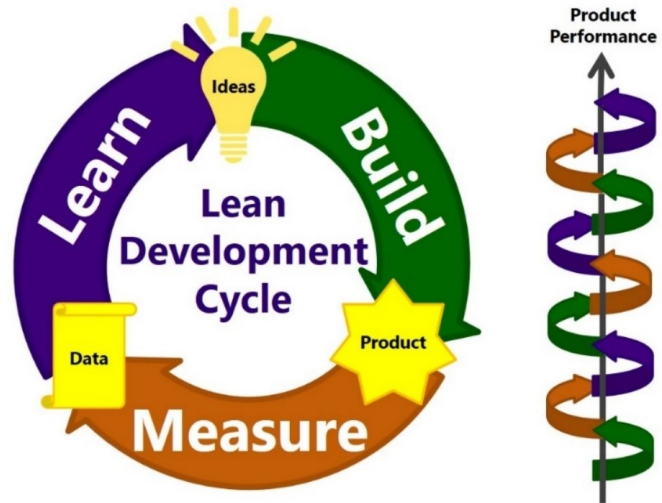 Product
Performance
Ideas
Learn
Build
Lean
Development
Cycle
Data
Product
Measure